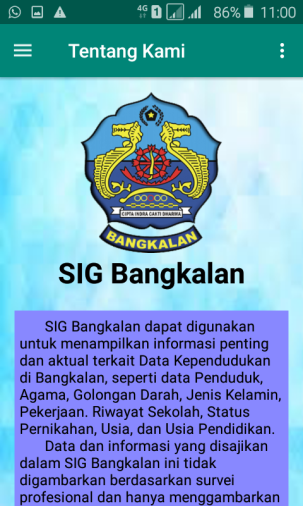 4G 1 86% 11:00
Tentang Kami
CIPTA INDRA CAKTI DHARMA
BANGKALAN
SIG Bangkalan
SIG Bangkalan dapat digunakan
untuk menampilkan informasi penting
dan aktual terkait Data Kependudukan
di Bangkalan, seperti data Penduduk,
Agama, Golongan Darah, Jenis Kelamin,
Pekerjaan. Riwayat Sekolah, Status
Pernikahan, Usia, dan Usia Pendidikan.
Data dan informasi yang disajikan
dalam SIG Bangkalan ini tidak
digambarkan berdasarkan survei
profesional dan hanya menggambarkan